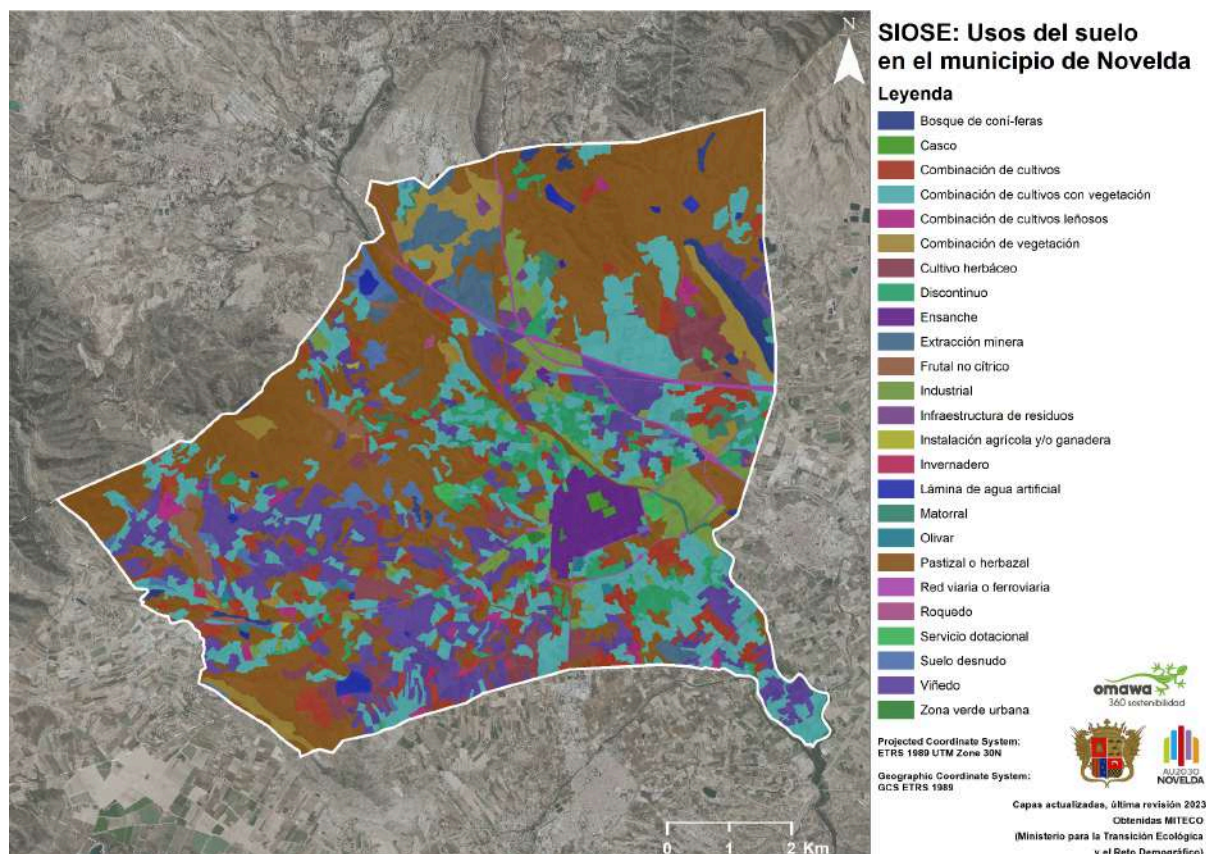 N
SIOSE: Usos del suelo
en el municipio de Novelda
Leyenda
Bosque de coní-feras
Casco
Combinación de cultivos
Combinación de cultivos con vegetación
Combinación de cultivos leñosos
Combinación de vegetación
Cultivo herbáceo
Discontinuo
Ensanche
Extracción minera
Frutal no cítrico
Industrial
Infraestructura de residuos
Instalación agrícola y/o ganadera
Invernadero
Lámina de agua artificial
Matorral
Olivar
Pastizal o herbazal
Red viaria o ferroviaria
Roquedo
Servicio dotacional
Suelo desnudo
Viñedo
Zona verde urbana
omawa
360 sostenibilidad
Projected Coordinate System:
ETRS 1989 UTM Zone 30N
Geographic Coordinate System:
GCS ETRS 1989
AU2030
NOVELDA
Capas actualizadas, última revisión 2023
Obtenidas MITECO
(Ministerio para la Transición Ecológica
y el Reto Demográfico)
0 1 2 Km